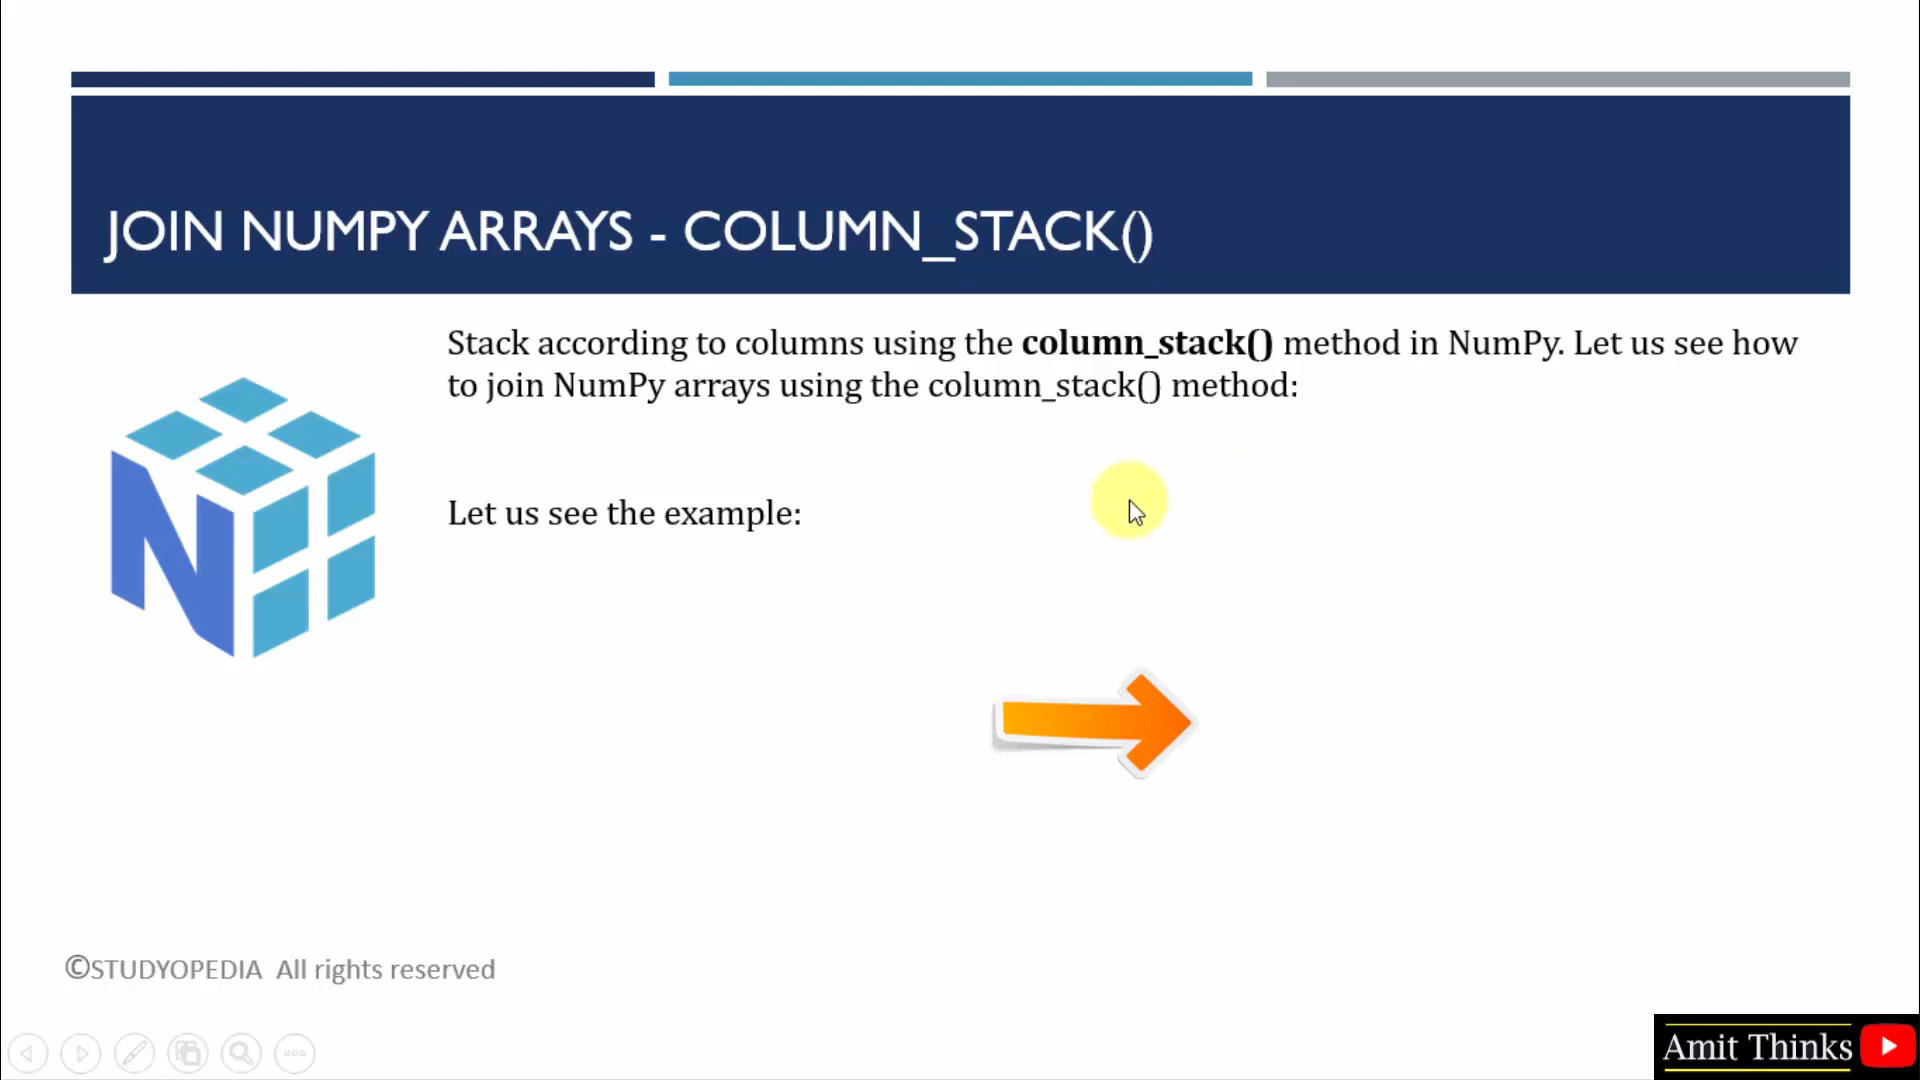 JOIN NUMPY ARRAYS - COLUMN_STACK()
Stack according to columns using the column_stack() method in NumPy. Let us see how
to join NumPy arrays using the column_stack() method:
Let us see the example:
©STUDYOPEDIA All rights reserved
Amit Thinks